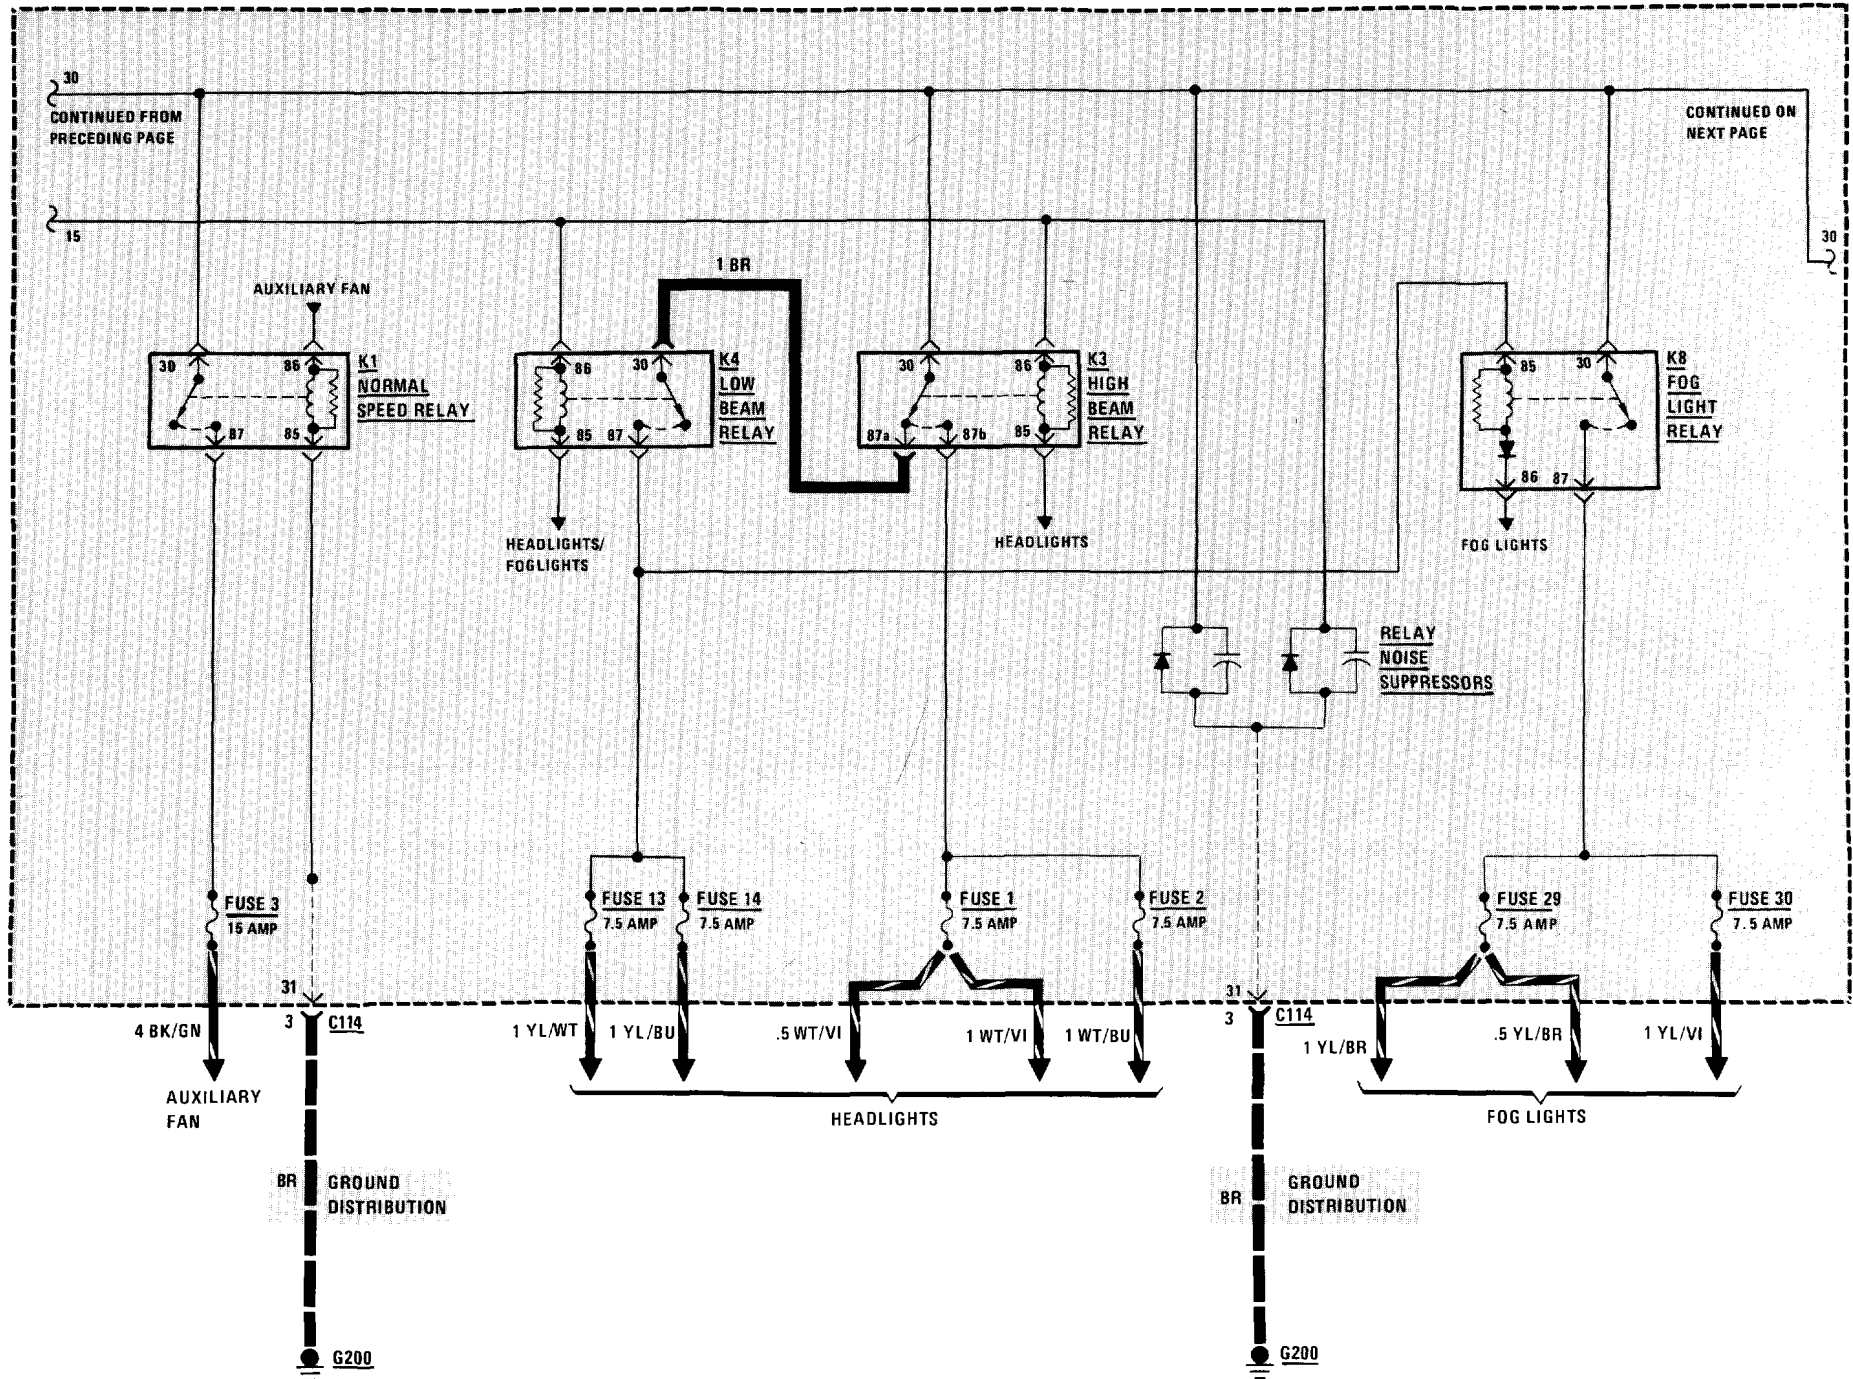 30
CONTINUED FROM
PRECEDING PAGE
CONTINUED ON
NEXT PAGE
15
30
1 BR
AUXILIARY FAN
30
86
87
85
K1
NORMAL
SPEED RELAY
86
30
85
87
K4
LOW
BEAM
RELAY
30
86
87a
87b
85
K3
HIGH
BEAM
RELAY
85
30
86
87
K8
FOG
LIGHT
RELAY
HEADLIGHTS/
FOGLIGHTS
HEADLIGHTS
FOG LIGHTS
RELAY
NOISE
SUPPRESSORS
FUSE 3
15 AMP
FUSE 13
7.5 AMP
FUSE 14
7.5 AMP
FUSE 1
7.5 AMP
FUSE 2
7.5 AMP
FUSE 29
7.5 AMP
FUSE 30
7.5 AMP
31
31
4 BK/GN
3
C114
1 YL/WT
1 YL/BU
.5 WT/VI
1 WT/VI
1 WT/BU
3
C114
1 YL/BR
.5 YL/BR
1 YL/VI
AUXILIARY
FAN
HEADLIGHTS
FOG LIGHTS
BR
GROUND
DISTRIBUTION
BR
GROUND
DISTRIBUTION
G200
G200